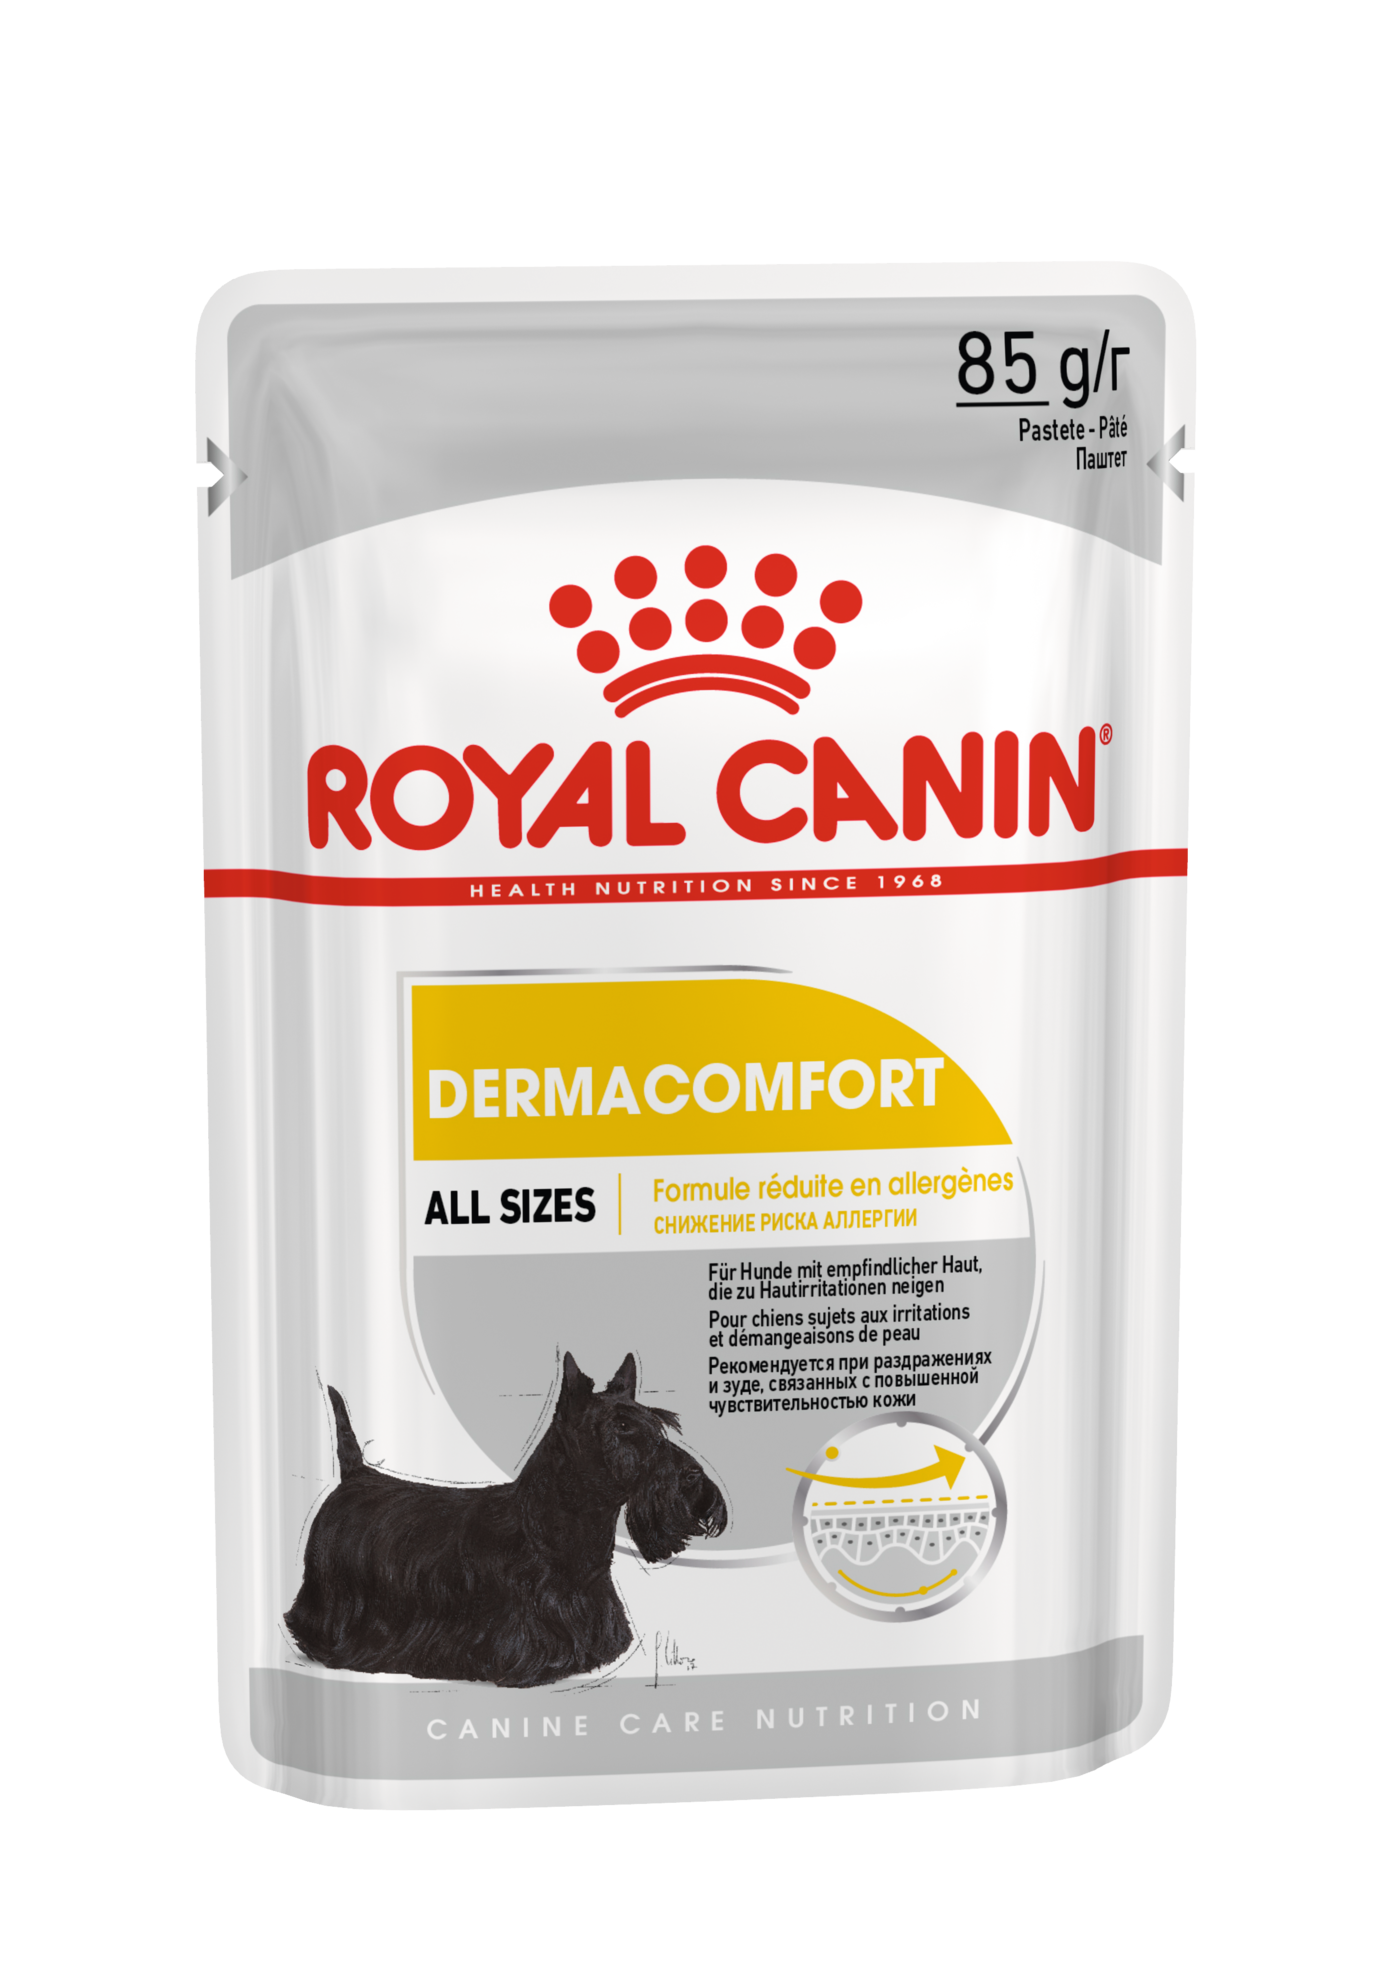 85 g/г
Pastete - Pâté
Паштет
ROYAL CANIN®
HEALTH NUTRITION SINCE 1968
DERMACOMFORT
ALL SIZES
Formule réduite en allergènes
СНИЖЕНИЕ РИСКА АЛЛЕРГИИ
Für Hunde mit empfindlicher Haut,
die zu Hautirritationen neigen
Pour chiens sujets aux irritations
et démangeaisons de peau
Рекомендуется при раздражениях
и зуде, связанных с повышенной
чувствительностью кожи
CANINE CARE NUTRITION